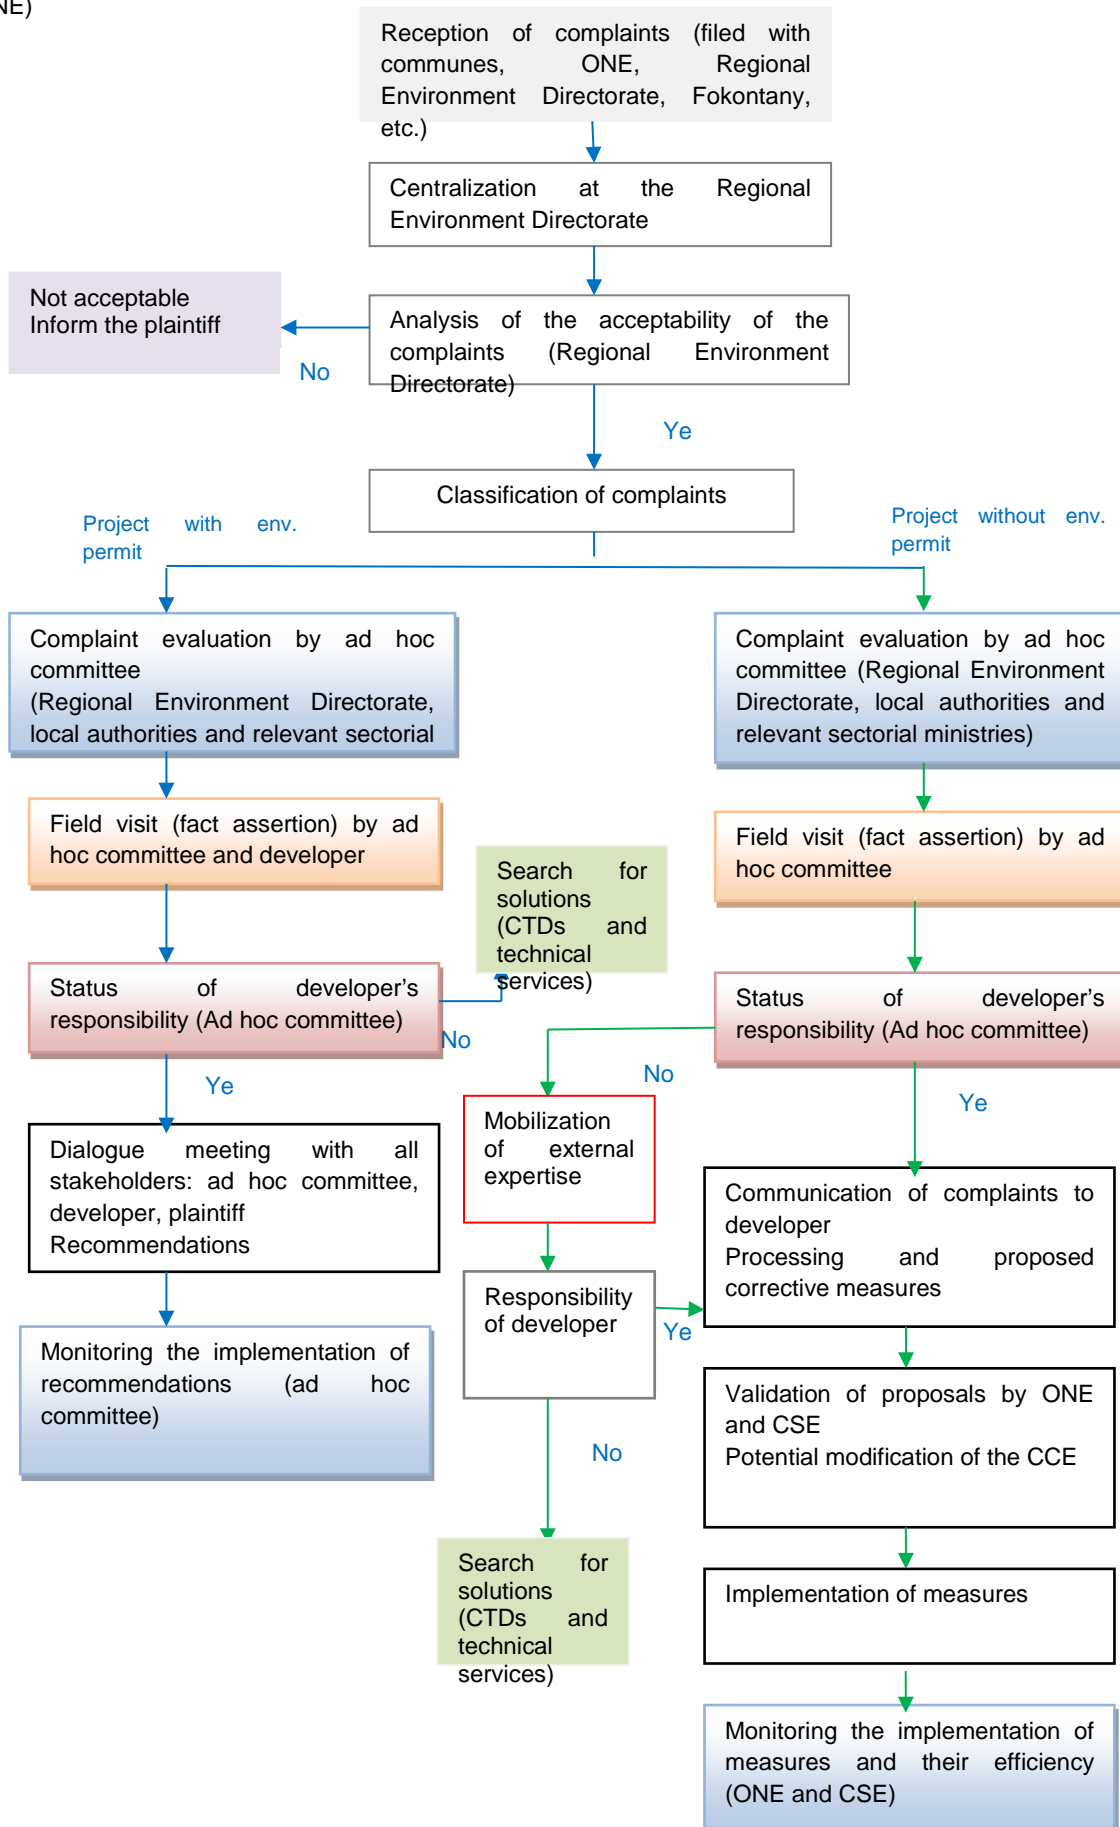 NE)
Reception of complaints (filed with
communes, ONE, Regional
Environment Directorate, Fokontany,
etc.)
Centralization at the Regional
Environment Directorate
Not acceptable
Inform the plaintiff
Analysis of the acceptability of the
complaints (Regional Environment
Directorate)
No
Ye
Classification of complaints
Project with env.
permit
Project without env.
permit
Complaint evaluation by ad hoc
committee
(Regional Environment Directorate,
local authorities and relevant sectorial
Complaint evaluation by ad hoc
committee (Regional Environment
Directorate, local authorities and
relevant sectorial ministries)
Field visit (fact assertion) by ad
hoc committee and developer
Search for
solutions
(CTDs and
technical
services)
Field visit (fact assertion) by ad
hoc committee
Status of developer's
responsibility (Ad hoc committee)
No
Status of developer's
responsibility (Ad hoc committee)
Ye
No
Ye
Mobilization
of external
expertise
Dialogue meeting with all
stakeholders: ad hoc committee,
developer, plaintiff
Recommendations
Communication of complaints to
developer
Processing and proposed
corrective measures
Responsibility
of developer
Ye
Monitoring the implementation of
recommendations (ad hoc
committee)
Validation of proposals by ONE
and CSE
Potential modification of the CCE
No
Search for
solutions
(CTDs and
technical
services)
Implementation of measures
Monitoring the implementation of
measures and their efficiency
(ONE and CSE)